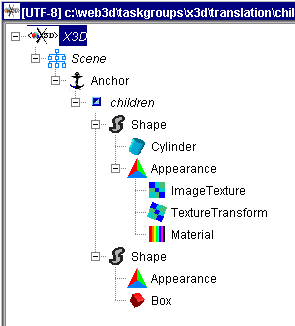 [UTF-8] c:\web3d\taskgroups\x3d\translation\chil
X3D
Scene
Anchor
children
Shape
Cylinder
Appearance
ImageTexture
TextureTransform
Material
Shape
Appearance
Box